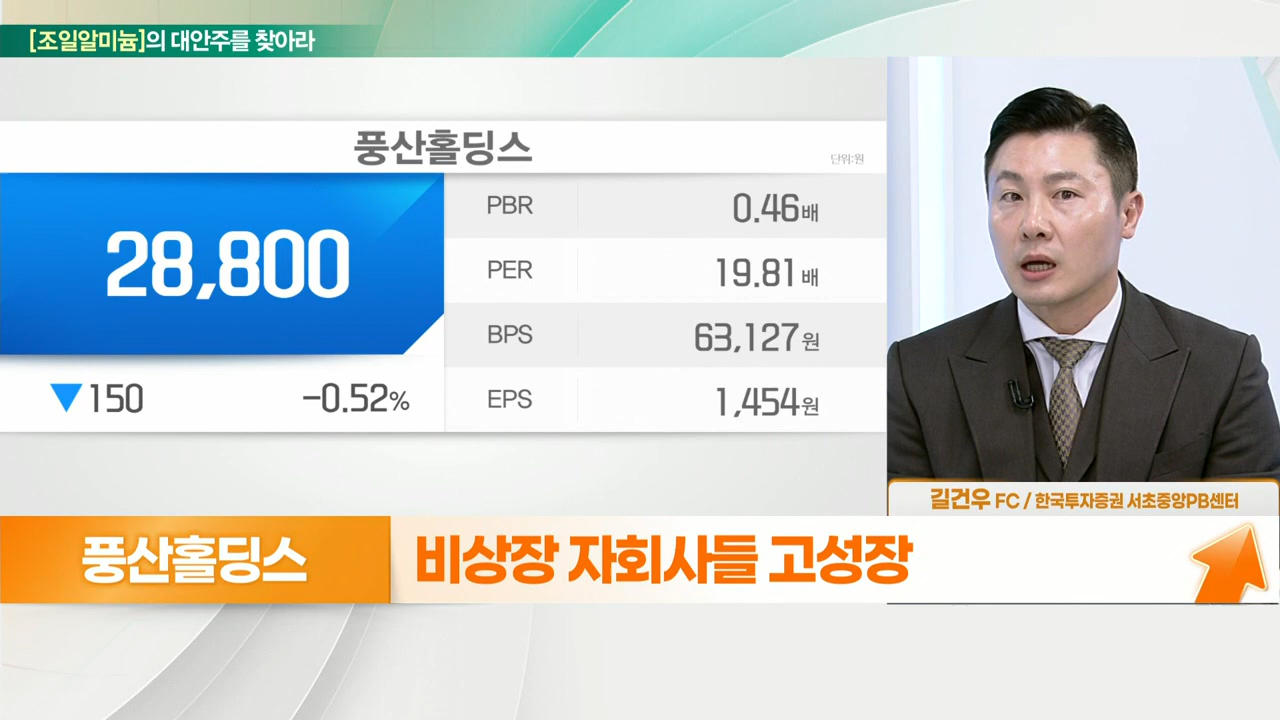 [조일알미늄]의 대안주를 찾아라
풍산홀딩스
단위:원
28,800
▼150 -0.52%
PBR 0.46배
PER 19.81배
BPS 63,127원
EPS 1,454원
길건우 FC / 한국투자증권 서초중앙PB센터
풍산홀딩스
비상장 자회사들 고성장